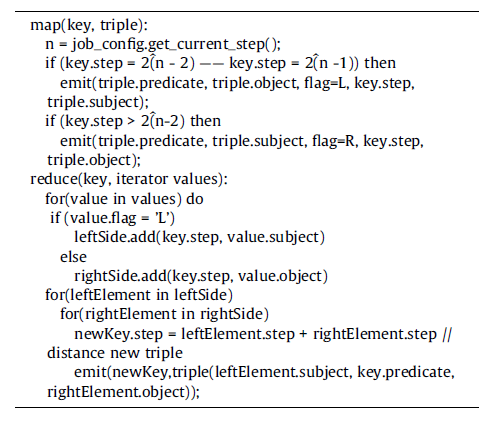 map(key, triple):
n = job_config.get_current_step();
if (key.step = 2(̂n - 2) —— key.step = 2(̂n -1)) then
emit(triple.predicate, triple.object, flag=L, key.step,
triple.subject);
if (key.step > 2(̂n-2) then
emit(triple.predicate, triple.subject, flag=R, key.step,
triple.object);
reduce(key, iterator values):
for(value in values) do
if (value.flag = 'L')
leftSide.add(key.step, value.subject)
else
rightSide.add(key.step, value.object)
for(leftElement in leftSide)
for(rightElement in rightSide)
newKey.step = leftElement.step + rightElement.step //
distance new triple
emit(newKey,triple(leftElement.subject, key.predicate,
rightElement.object));